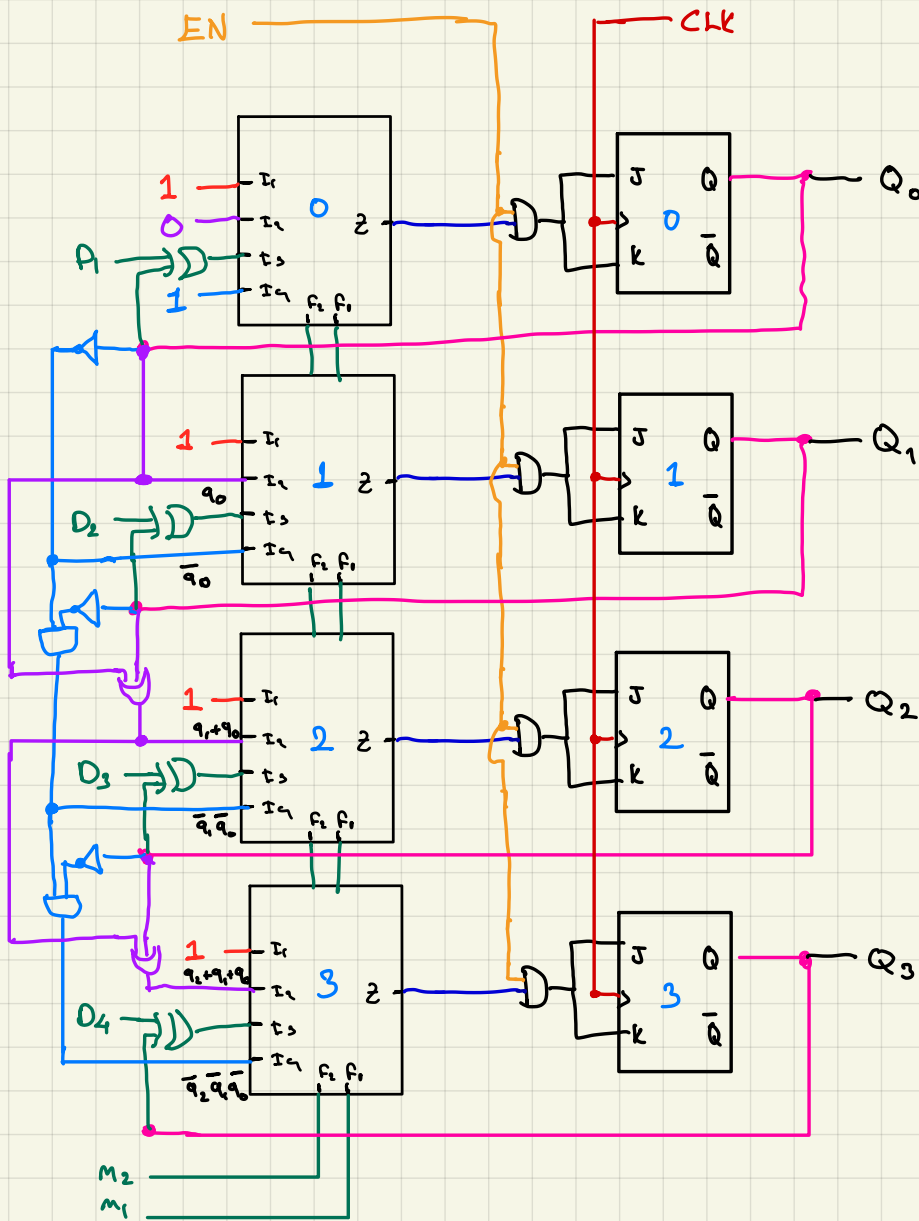 EN
CLK
1 I1
0 I2
D1 I3
1 I4
0
Z
F2 F1
J Q
0
K Q̅
Q0
1 I1
q0 I2
D2 I3
q̅0 I4
1
Z
F2 F1
J Q
1
K Q̅
Q1
1 I1
q1+q0 I2
D3 I3
q̅1q̅0 I4
2
Z
F2 F1
J Q
2
K Q̅
Q2
1 I1
q2+q1+q0 I2
D4 I3
q̅2q̅1q̅0 I4
3
Z
F2 F1
J Q
3
K Q̅
Q3
M2
M1